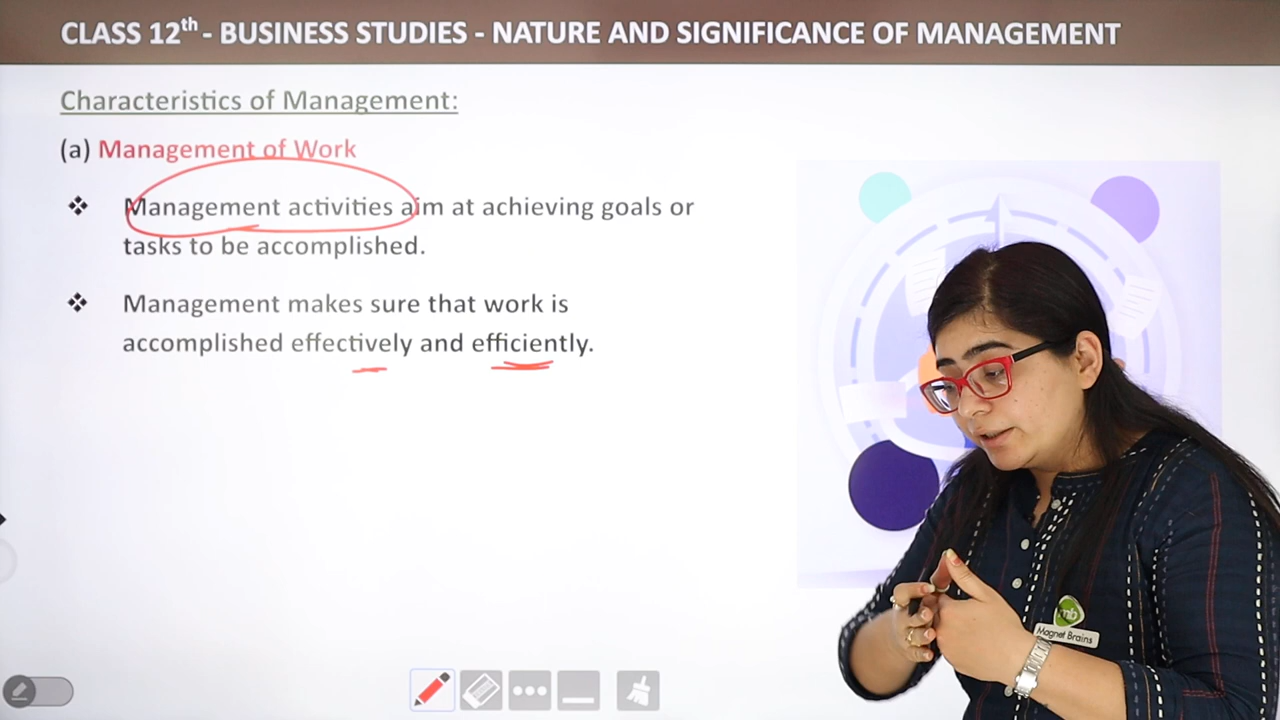 CLASS 12th - BUSINESS STUDIES - NATURE AND SIGNIFICANCE OF MANAGEMENT
Characteristics of Management:
(a) Management of Work
❖ Management activities aim at achieving goals or
tasks to be accomplished.
❖ Management makes sure that work is
accomplished effectively and efficiently.
mb
Magnet Brains